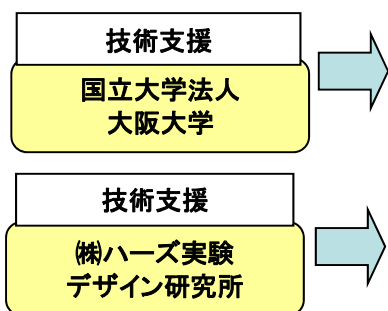 技術支援
国立大学法人
大阪大学
技術支援
㈱ハーズ実験
デザイン研究所